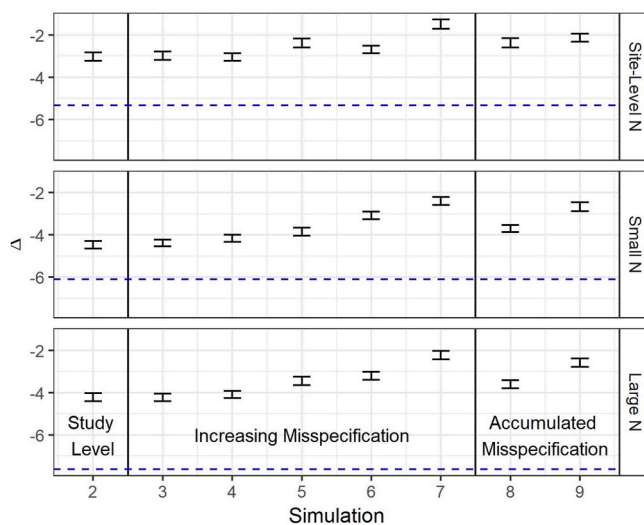 -2
-4
-6
Site-Level N
-2
-4
-6
Small N
Δ
-2
-4
-6
Large N
Study
Level
Increasing Misspecification
Accumulated
Misspecification
2 3 4 5 6 7 8 9
Simulation